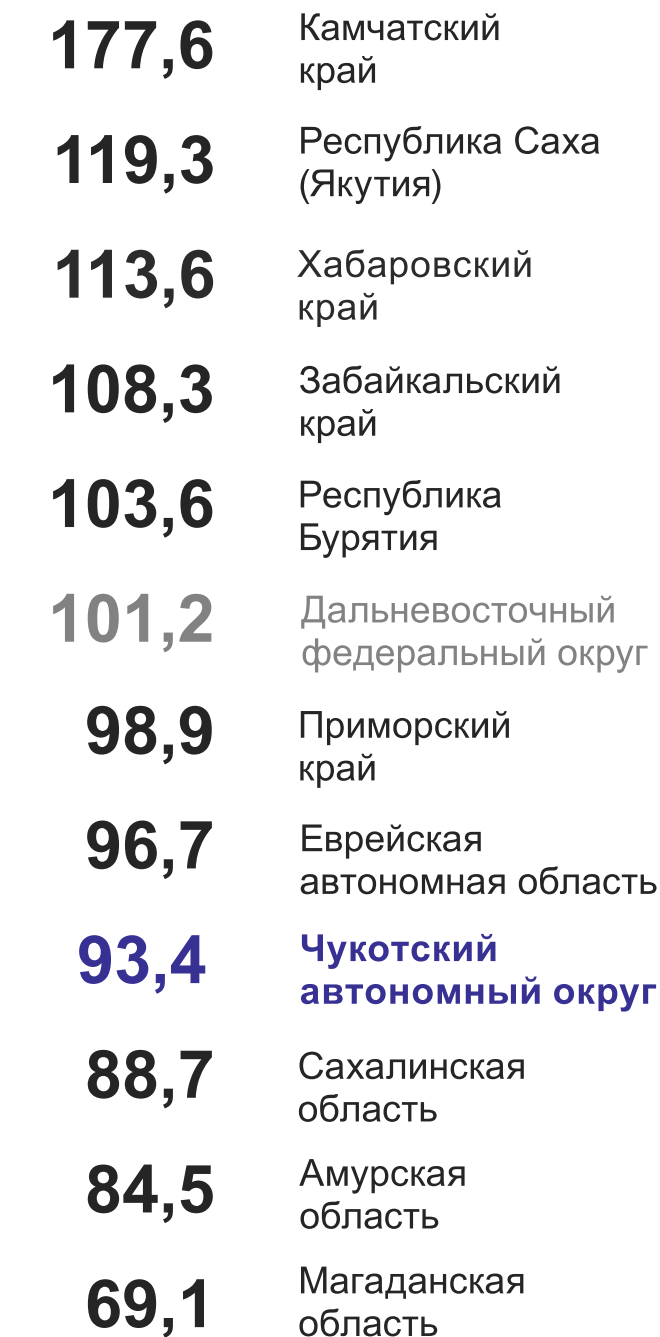 177,6 Камчатский
край
119,3 Республика Саха
(Якутия)
113,6 Хабаровский
край
108,3 Забайкальский
край
103,6 Республика
Бурятия
101,2 Дальневосточный
федеральный округ
98,9 Приморский
край
96,7 Еврейская
автономная область
93,4 Чукотский
автономный округ
88,7 Сахалинская
область
84,5 Амурская
область
69,1 Магаданская
область